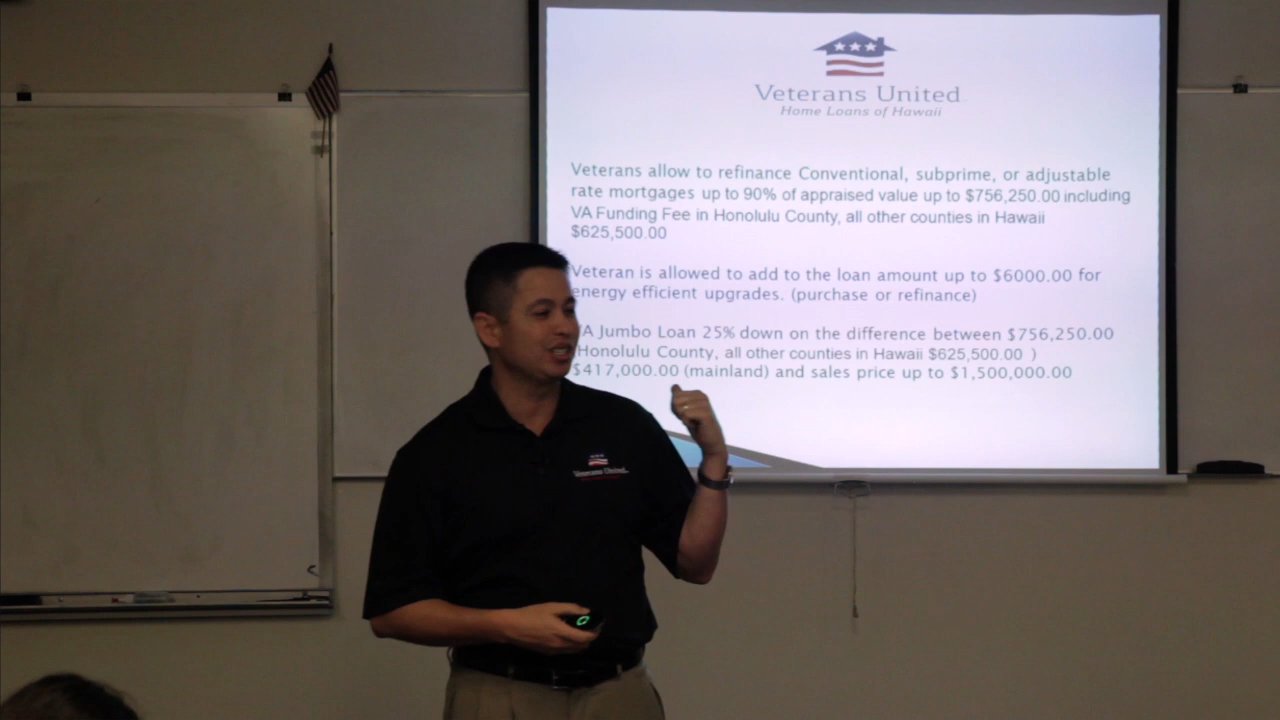 Veterans United
Home Loans of Hawaii
Veterans allow to refinance Conventional, subprime, or adjustable
rate mortgages up to 90% of appraised value up to $756,250.00 including
VA Funding Fee in Honolulu County, all other counties in Hawaii
$625,500.00
Veteran is allowed to add to the loan amount up to $6000.00 for
energy efficient upgrades. (purchase or refinance)
VA Jumbo Loan 25% down on the difference between $756,250.00
Honolulu County, all other counties in Hawaii $625,500.00 )
$417,000.00 (mainland) and sales price up to $1,500,000.00
Veterans United